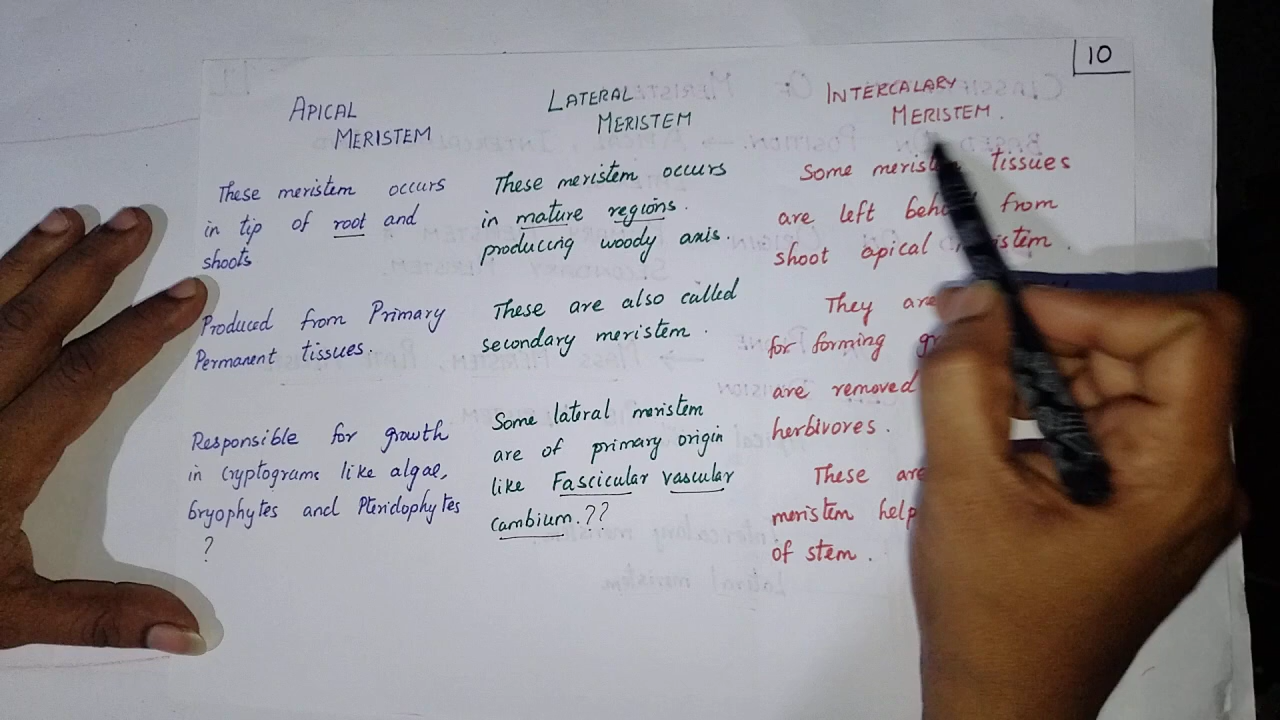 10
APICAL
MERISTEM
These meristem occurs
in tip of root and
shoots
Produced from Primary
Permanent tissues.
Responsible for growth
in cryptograms like algae,
bryophytes and Pteridophytes
?
LATERAL
MERISTEM
These meristem occurs
in mature regions.
producing woody axis.
These are also called
secondary meristem.
Some lateral meristem
are of primary origin
like Fascicular vascular
cambium.??
INTERCALARY
MERISTEM.
Some tissues
are left from
shoot apical
They are
for forming
are removed
herbivores.
These are
meristem help
of stem.